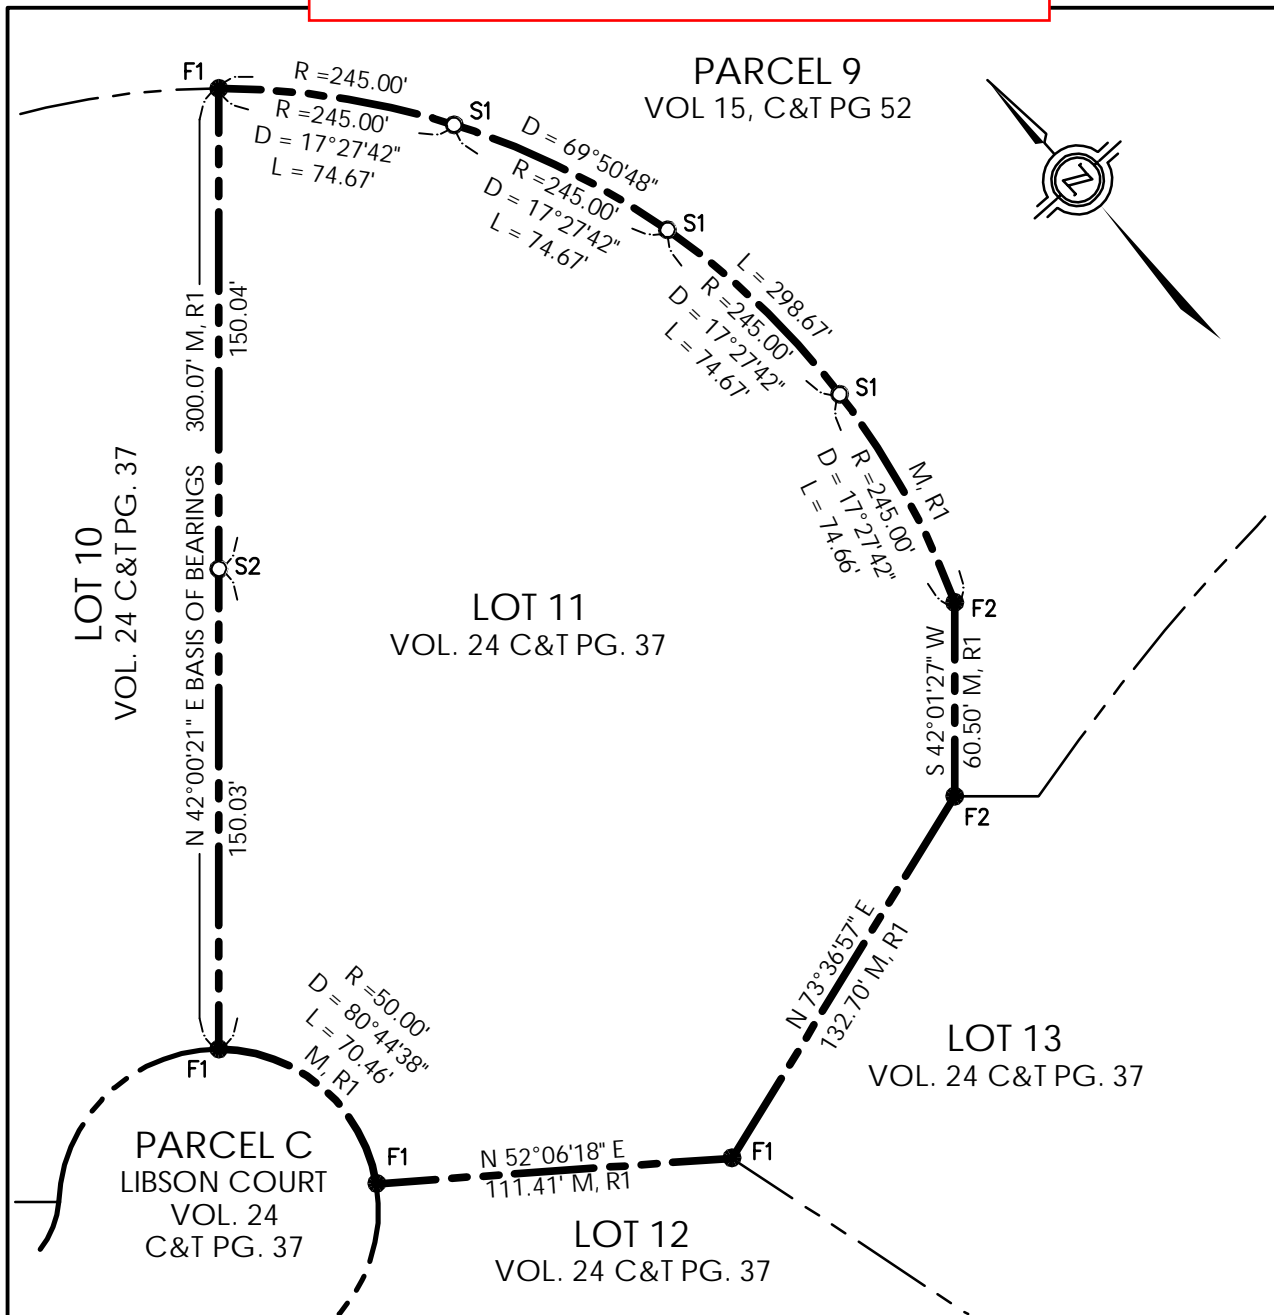 PARCEL 9
VOL 15, C&T PG 52
F1
R =245.00'
R =245.00'
D = 17°27'42"
L = 74.67'
S1
D = 69°50'48"
R =245.00'
D = 17°27'42"
L = 74.67'
S1
L = 298.67'
R =245.00'
D = 17°27'42"
L = 74.67'
S1
M, R1
R =245.00'
D = 17°27'42"
L = 74.66'
F2
N
LOT 10
VOL. 24 C&T PG. 37
N 42°00'21" E BASIS OF BEARINGS 300.07' M, R1
150.04'
S2
150.03'
LOT 11
VOL. 24 C&T PG. 37
S 42°01'27" W
60.50' M, R1
F2
N 73°36'57" E
132.70' M, R1
LOT 13
VOL. 24 C&T PG. 37
R =50.00'
D = 80°44'38"
L = 70.46'
M, R1
F1
PARCEL C
LIBSON COURT
VOL. 24
C&T PG. 37
F1
N 52°06'18" E
111.41' M, R1
F1
LOT 12
VOL. 24 C&T PG. 37